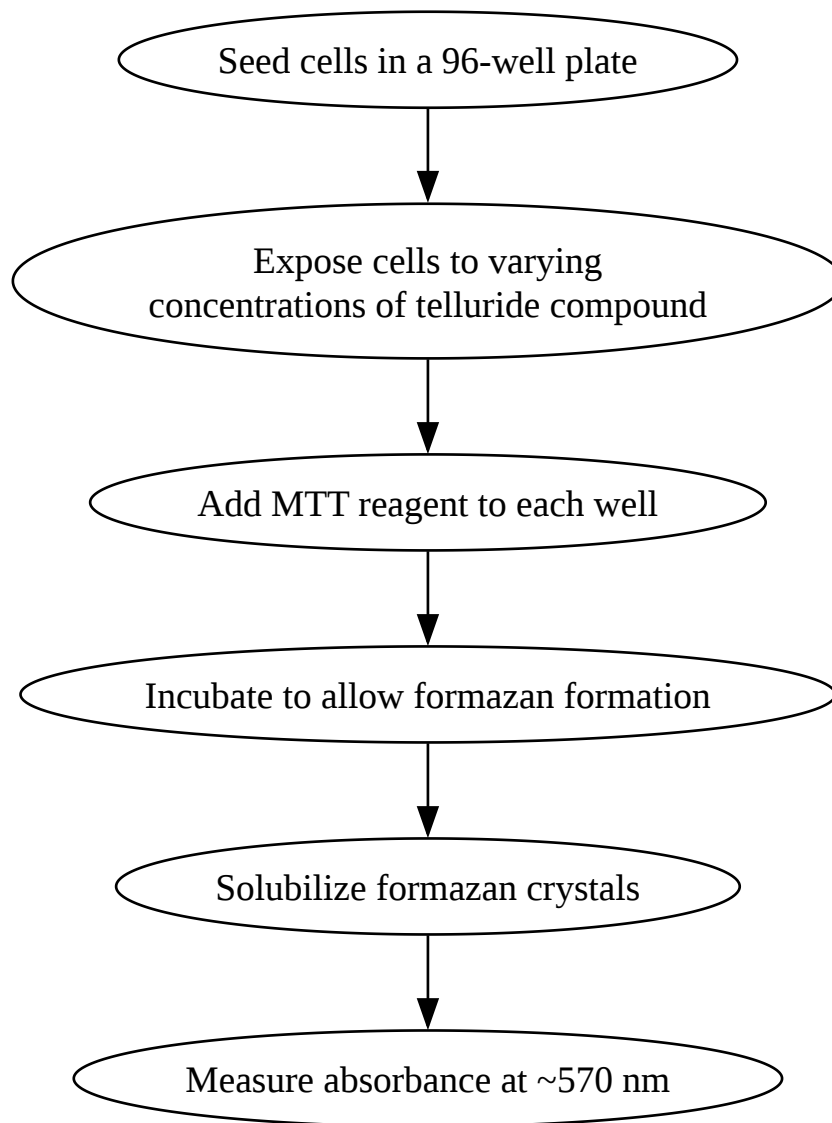 Seed cells in a 96-well plate
Expose cells to varying
concentrations of telluride compound
Add MTT reagent to each well
Incubate to allow formazan formation
Solubilize formazan crystals
Measure absorbance at ~570 nm